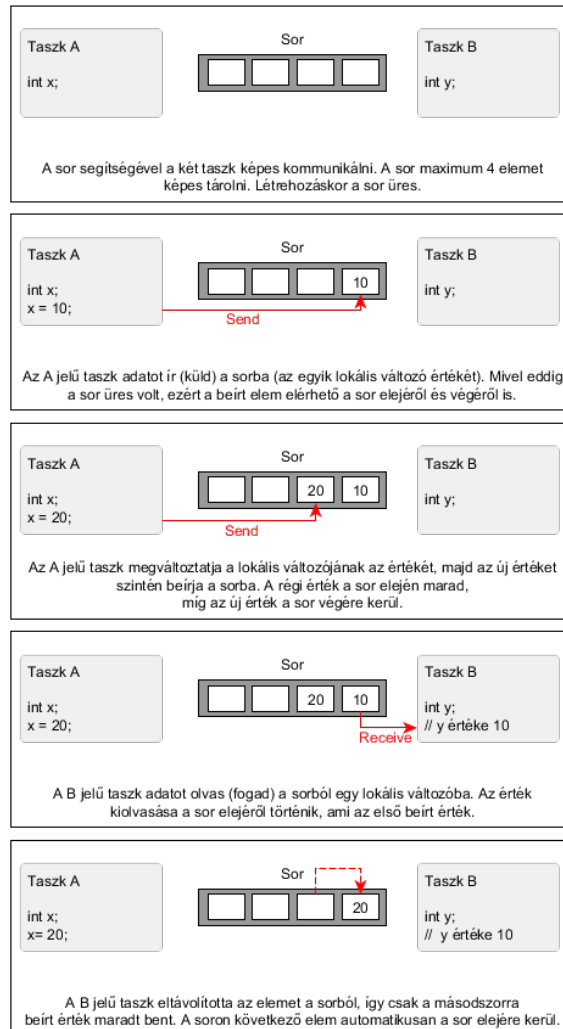 Taszk A
Sor
Taszk B
int x;
int y;
A sor segítségével a két taszk képes kommunikálni. A sor maximum 4 elemet
képes tárolni. Létrehozáskor a sor üres.
Taszk A
Sor
Taszk B
int x;
x = 10;
10
int y;
Send
Az A jelű taszk adatot ír (küld) a sorba (az egyik lokális változó értékét). Mivel eddig
a sor üres volt, ezért a beírt elem elérhető a sor elejéről és végéről is.
Taszk A
Sor
Taszk B
int x;
x = 20;
20 10
int y;
Send
Az A jelű taszk megváltoztatja a lokális változójának az értékét, majd az új értéket
szintén beírja a sorba. A régi érték a sor elején marad,
míg az új érték a sor végére kerül.
Taszk A
Sor
Taszk B
int x;
x = 20;
20 10
int y;
// y értéke 10
Receive
A B jelű taszk adatot olvas (fogad) a sorból egy lokális változóba. Az érték
kiolvasása a sor elejéről történik, ami az első beírt érték.
Taszk A
Sor
Taszk B
int x;
x= 20;
20
int y;
// y értéke 10
A B jelű taszk eltávolította az elemet a sorból, így csak a másodszorra
beírt érték maradt bent. A soron következő elem automatikusan a sor elejére kerül.